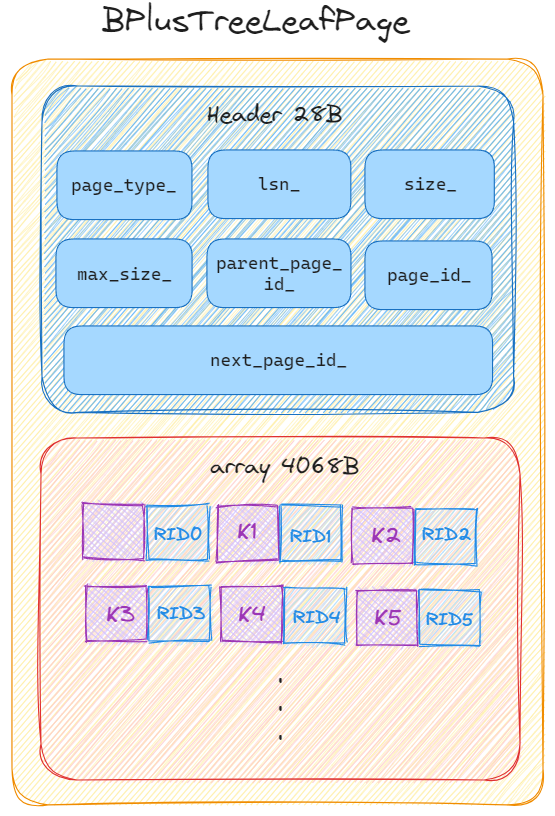 BPlusTreeLeafPage
Header 28B
page_type_ lsn_ size_
max_size_ parent_page_
id_ page_id_
next_page_id_
array 4068B
RID0 K1 RID1 K2 RID2
K3 RID3 K4 RID4 K5 RID5